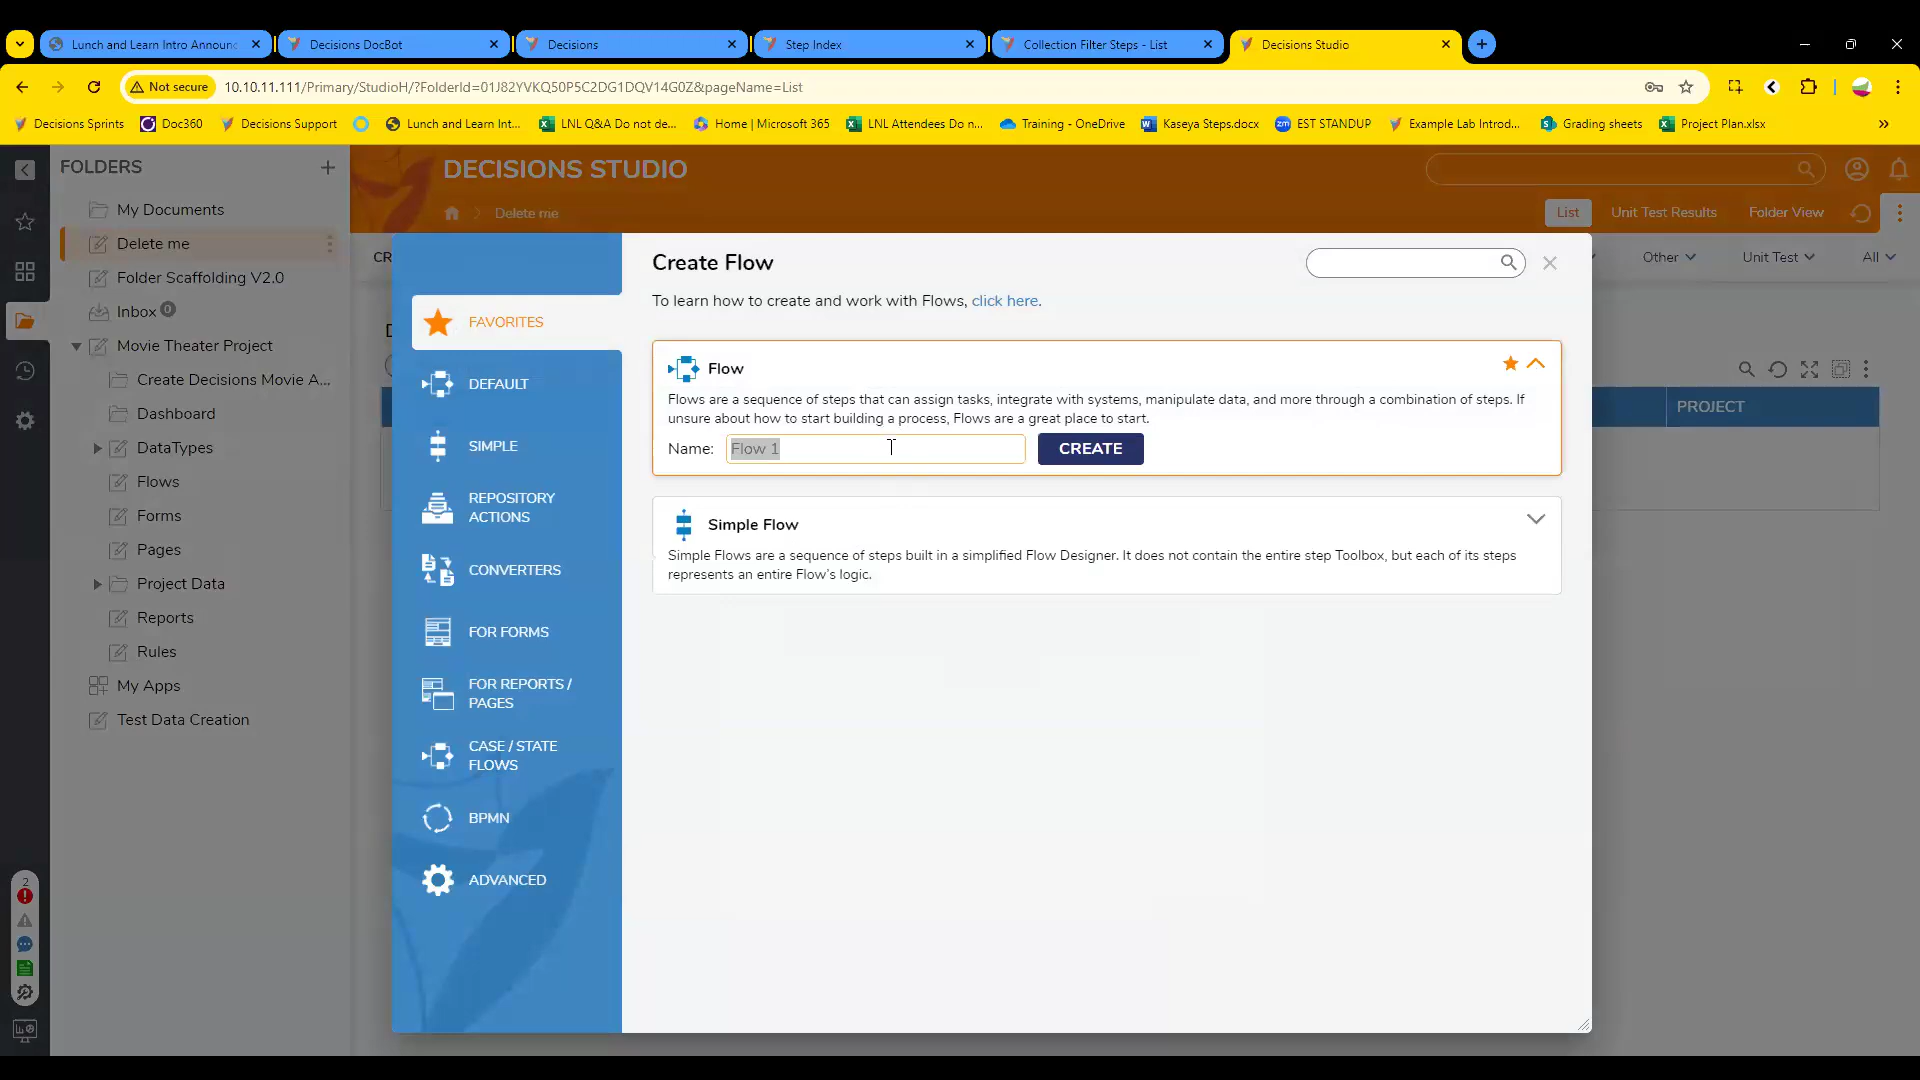 Lunch and Learn Intro Announc
Decisions DocBot
Decisions
Step Index
Collection Filter Steps - List
Decisions Studio
Not secure
10.10.11.111/Primary/StudioH/?FolderId=01J82YVKQ50P5C2DG1DQV14G0Z&pageName=List
Decisions Sprints
Doc360
Decisions Support
Lunch and Learn Int...
LNL Q&A Do not de...
Home | Microsoft 365
LNL Attendees Do n...
Training - OneDrive
Kaseya Steps.docx
EST STANDUP
Example Lab Introd...
Grading sheets
Project Plan.xlsx
FOLDERS
My Documents
Delete me
Folder Scaffolding V2.0
Inbox 0
Movie Theater Project
Create Decisions Movie A...
Dashboard
DataTypes
Flows
Forms
Pages
Project Data
Reports
Rules
My Apps
Test Data Creation
2
DECISIONS STUDIO
Delete me
List
Unit Test Results
Folder View
CR
Other
Unit Test
All
PROJECT
FAVORITES
DEFAULT
SIMPLE
REPOSITORY
ACTIONS
CONVERTERS
FOR FORMS
FOR REPORTS /
PAGES
CASE / STATE
FLOWS
BPMN
ADVANCED
Create Flow
To learn how to create and work with Flows, click here.
Flow
Flows are a sequence of steps that can assign tasks, integrate with systems, manipulate data, and more through a combination of steps. If
unsure about how to start building a process, Flows are a great place to start.
Name: Flow 1 CREATE
Simple Flow
Simple Flows are a sequence of steps built in a simplified Flow Designer. It does not contain the entire step Toolbox, but each of its steps
represents an entire Flow's logic.